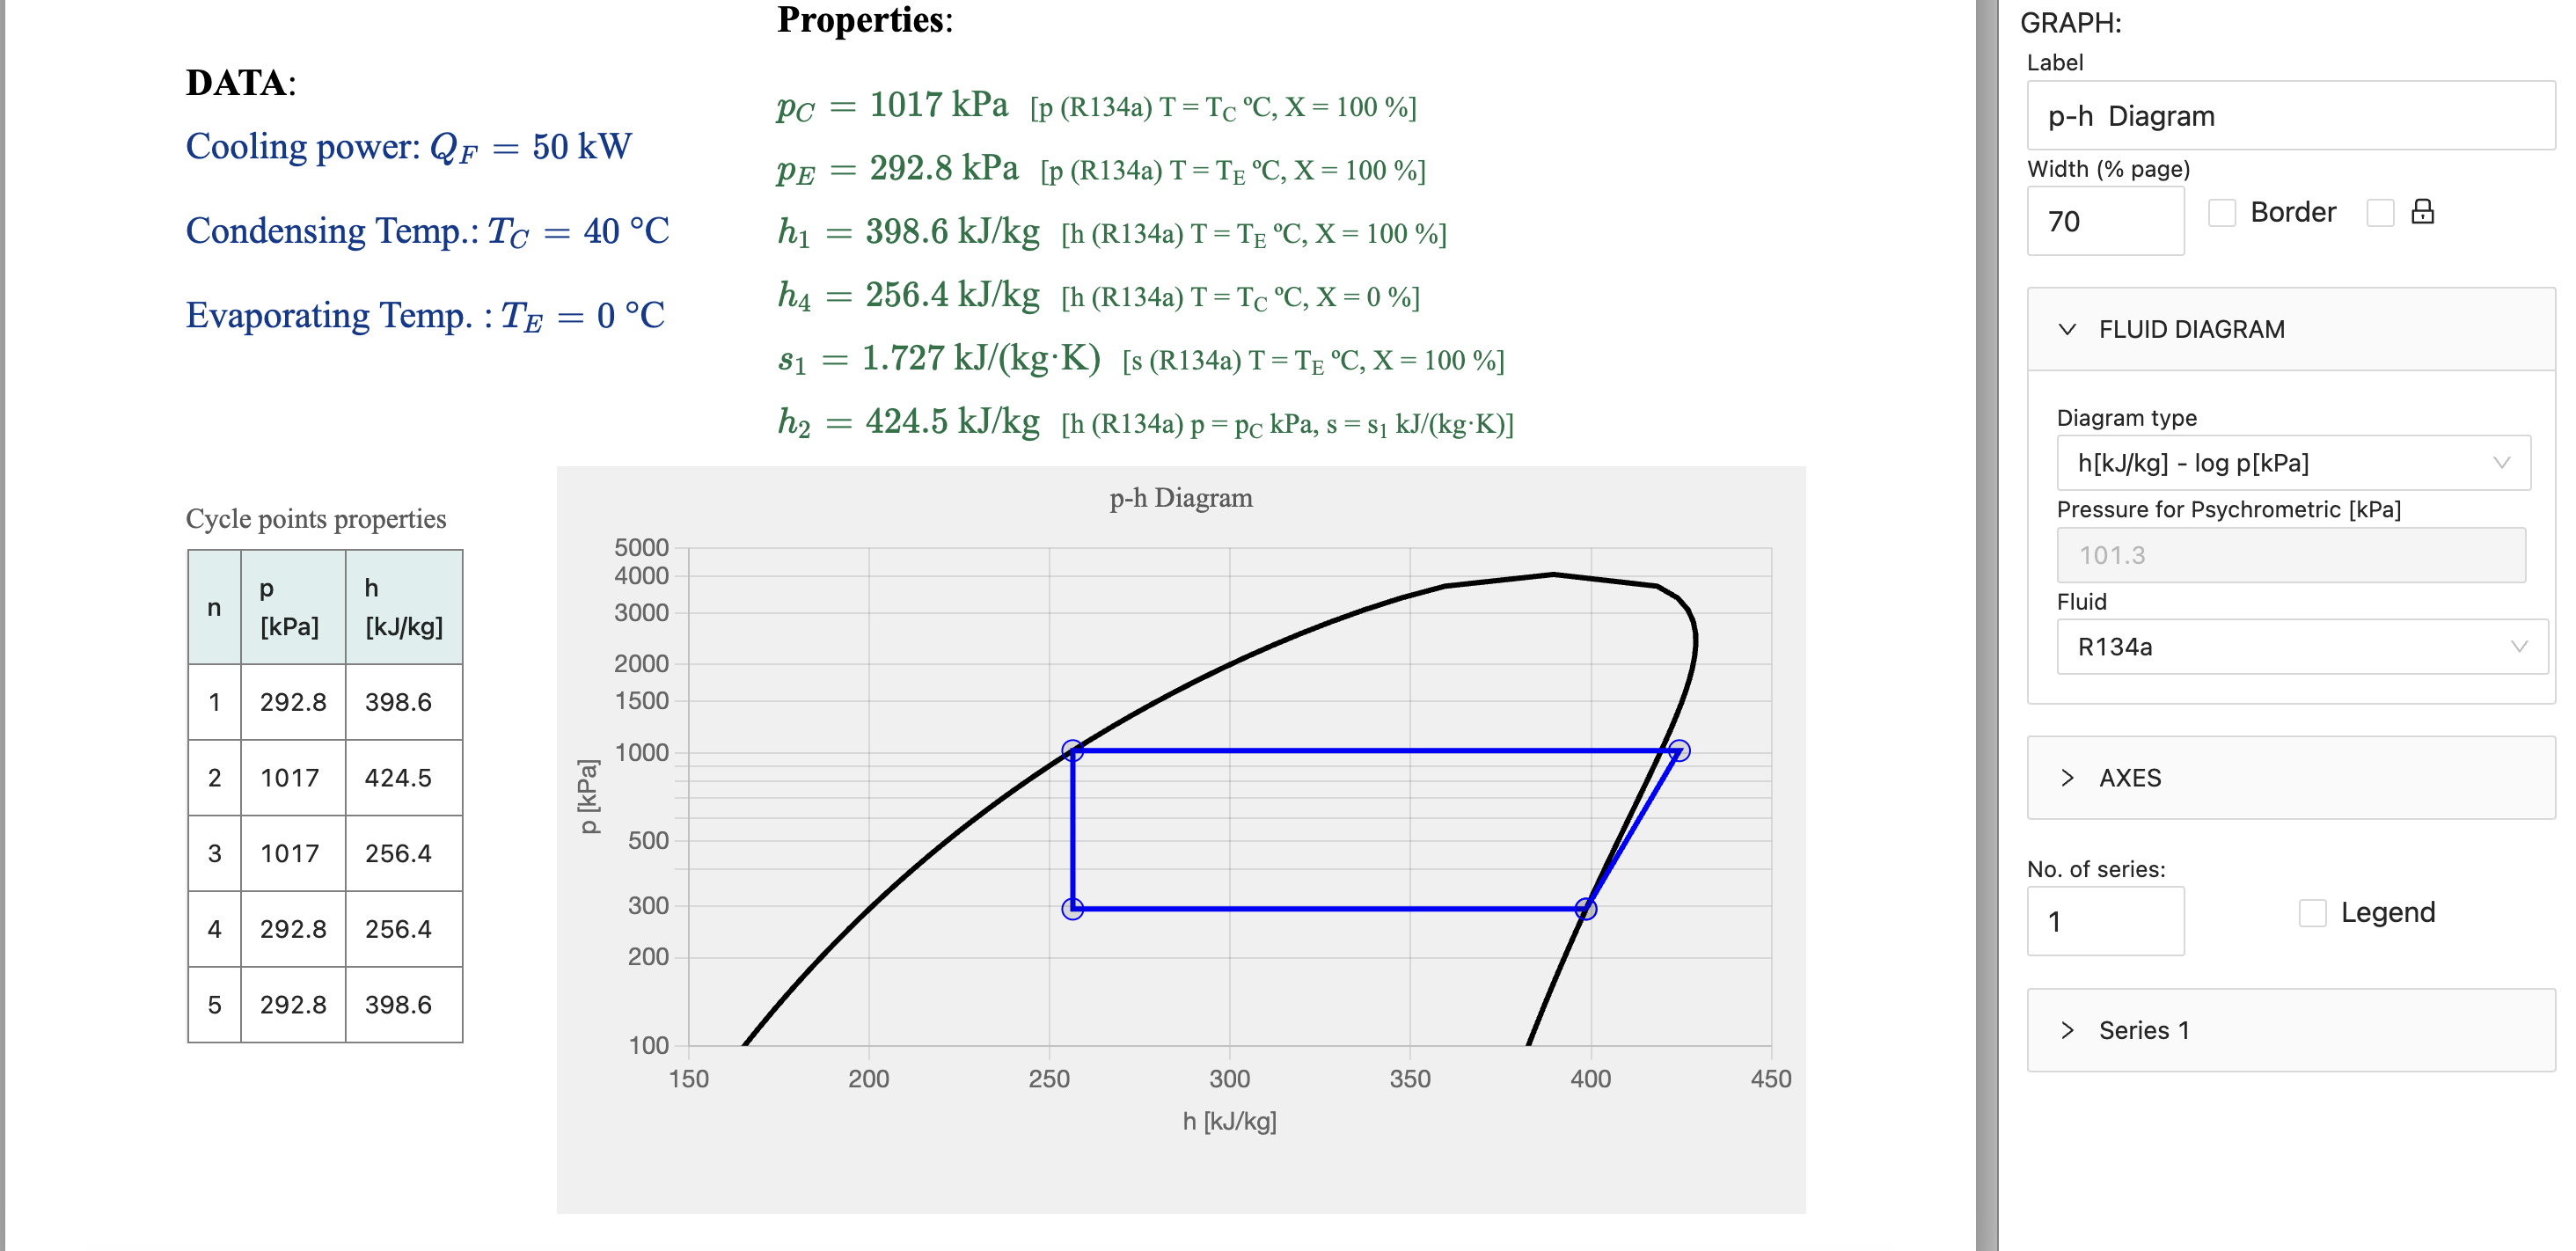 Properties:
DATA:
Cooling power: Q_F = 50 kW
Condensing Temp.: T_C = 40 °C
Evaporating Temp. : T_E = 0 °C
p_C = 1017 kPa [p (R134a) T = T_C ºC, X = 100 %]
p_E = 292.8 kPa [p (R134a) T = T_E ºC, X = 100 %]
h_1 = 398.6 kJ/kg [h (R134a) T = T_E ºC, X = 100 %]
h_4 = 256.4 kJ/kg [h (R134a) T = T_C ºC, X = 0 %]
s_1 = 1.727 kJ/(kg·K) [s (R134a) T = T_E ºC, X = 100 %]
h_2 = 424.5 kJ/kg [h (R134a) p = p_C kPa, s = s_1 kJ/(kg·K)]
Cycle points properties
n p [kPa] h [kJ/kg]
1 292.8 398.6
2 1017 424.5
3 1017 256.4
4 292.8 256.4
5 292.8 398.6
p-h Diagram
5000
4000
3000
2000
1500
1000
500
300
200
100
p [kPa]
150 200 250 300 350 400 450
h [kJ/kg]
GRAPH:
Label
p-h Diagram
Width (% page)
70 Border
FLUID DIAGRAM
Diagram type
h[kJ/kg] - log p[kPa]
Pressure for Psychrometric [kPa]
101.3
Fluid
R134a
AXES
No. of series:
1 Legend
Series 1